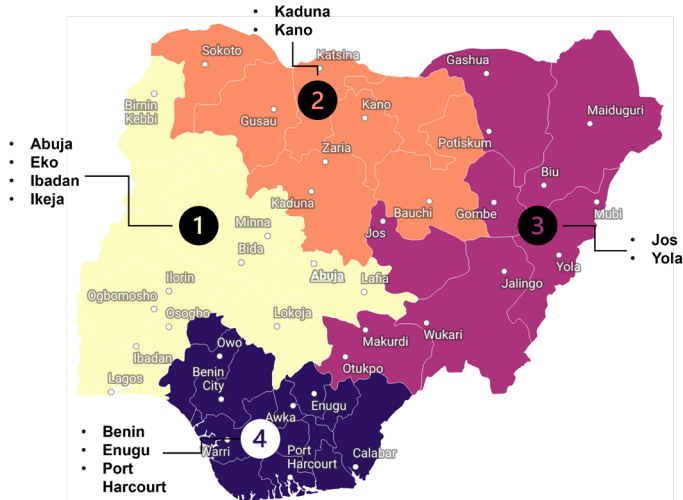 • Kaduna
• Kano
Sokoto
Katsina
Gashua
Birnin
Kebbi
2
Kano
Gusau
Maiduguri
Potiskum
• Abuja
• Eko
• Ibadan
• Ikeja
Zaria
Biu
Kaduna
Bauchi
Gombe
Mubi
1
Minna
Jos
3
• Jos
• Yola
Bida
Abuja
Yola
Ilorin
Lafia
Jalingo
Ogbomosho
Osogbo
Lokoja
Makurdi
Wukari
Ibadan
Owo
Otukpo
Lagos
Benin
City
Enugu
Awka
• Benin
• Enugu
• Port
Harcourt
4
Warri
Port
Harcourt
Calabar